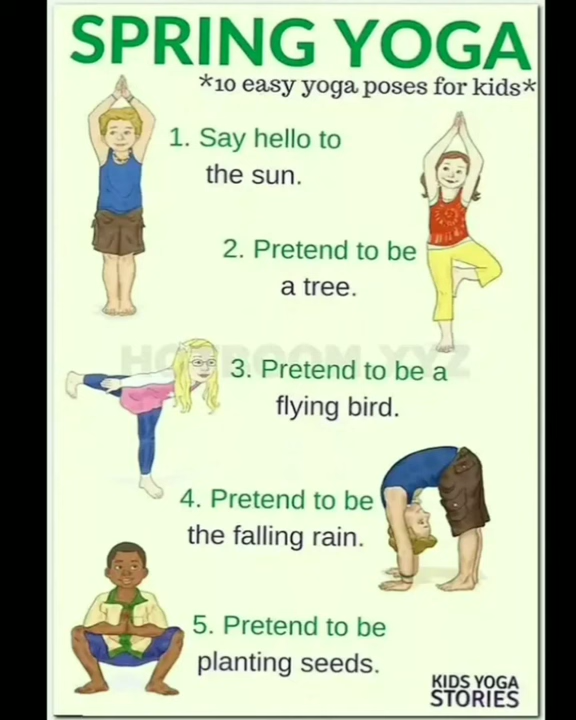 SPRING YOGA
*10 easy yoga poses for kids*
1. Say hello to
the sun.
2. Pretend to be
a tree.
3. Pretend to be a
flying bird.
4. Pretend to be
the falling rain.
5. Pretend to be
planting seeds.
KIDS YOGA
STORIES